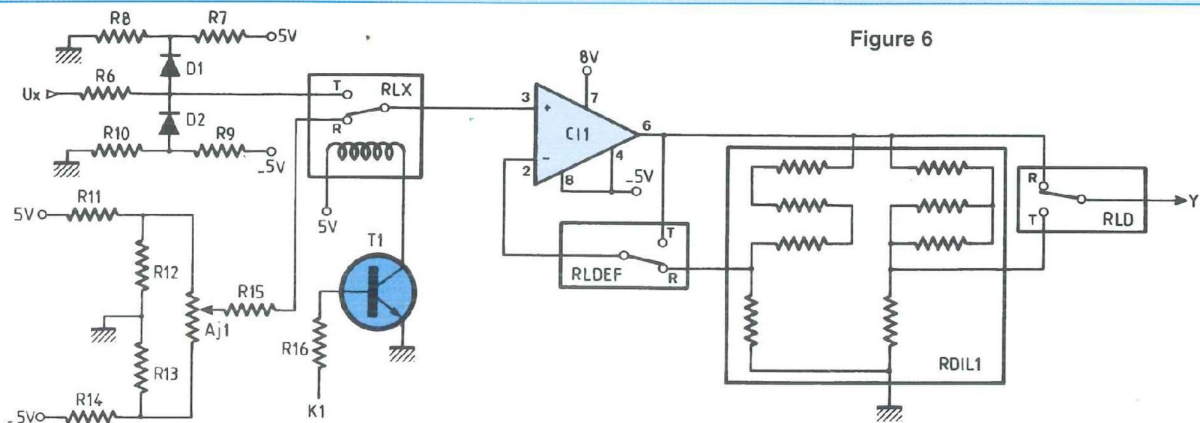 Figure 6
R8
R7
5V
D1
R6
Ux
D2
R10
R9
-5V
T
RLX
R
5V
8V
3
+
7
CI1
6
-
2
4
8
-5V
R
RLD
Y
T
T
RLDEF
R
RDIL1
R11
5V
R12
Aj1
R15
T1
R13
R16
R14
-5V
K1